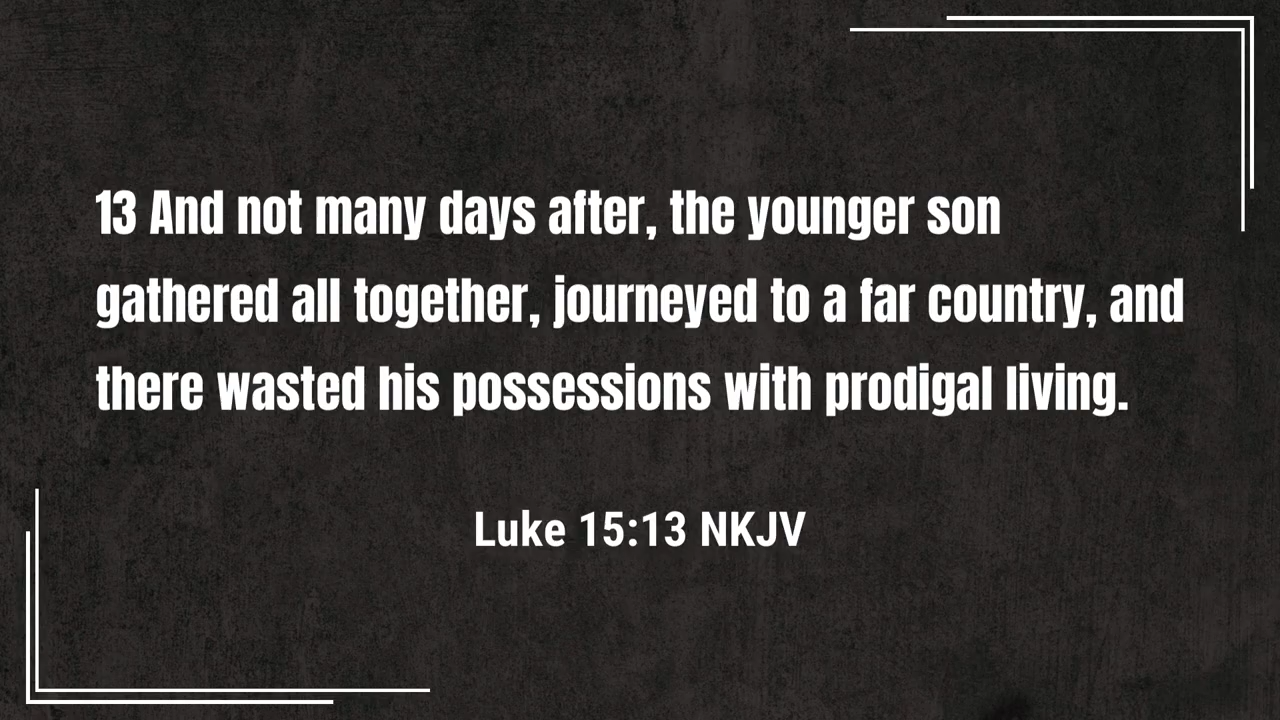 13 And not many days after, the younger son
gathered all together, journeyed to a far country, and
there wasted his possessions with prodigal living.
Luke 15:13 NKJV